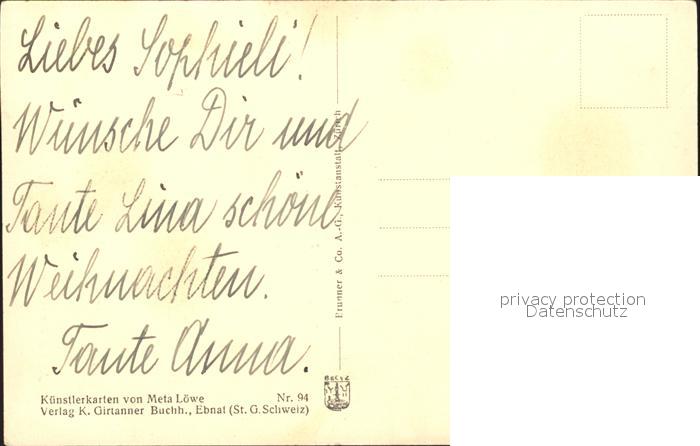 Liebes Sophieli!
Wünsche Dir und
Tante Lina schöne
Weihnachten.
Tante Anna.
Künstlerkarten von Meta Löwe Nr. 94
Verlag K. Girtanner Buchh., Ebnat (St. G. Schweiz)
Brunner & Co. A.-G., Kunstanstalt, Zürich
privacy protection
Datenschutz